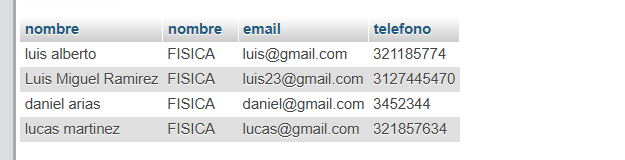 nombre nombre email telefono
luis alberto FISICA luis@gmail.com 321185774
Luis Miguel Ramirez FISICA luis23@gmail.com 3127445470
daniel arias FISICA daniel@gmail.com 3452344
lucas martinez FISICA lucas@gmail.com 321857634